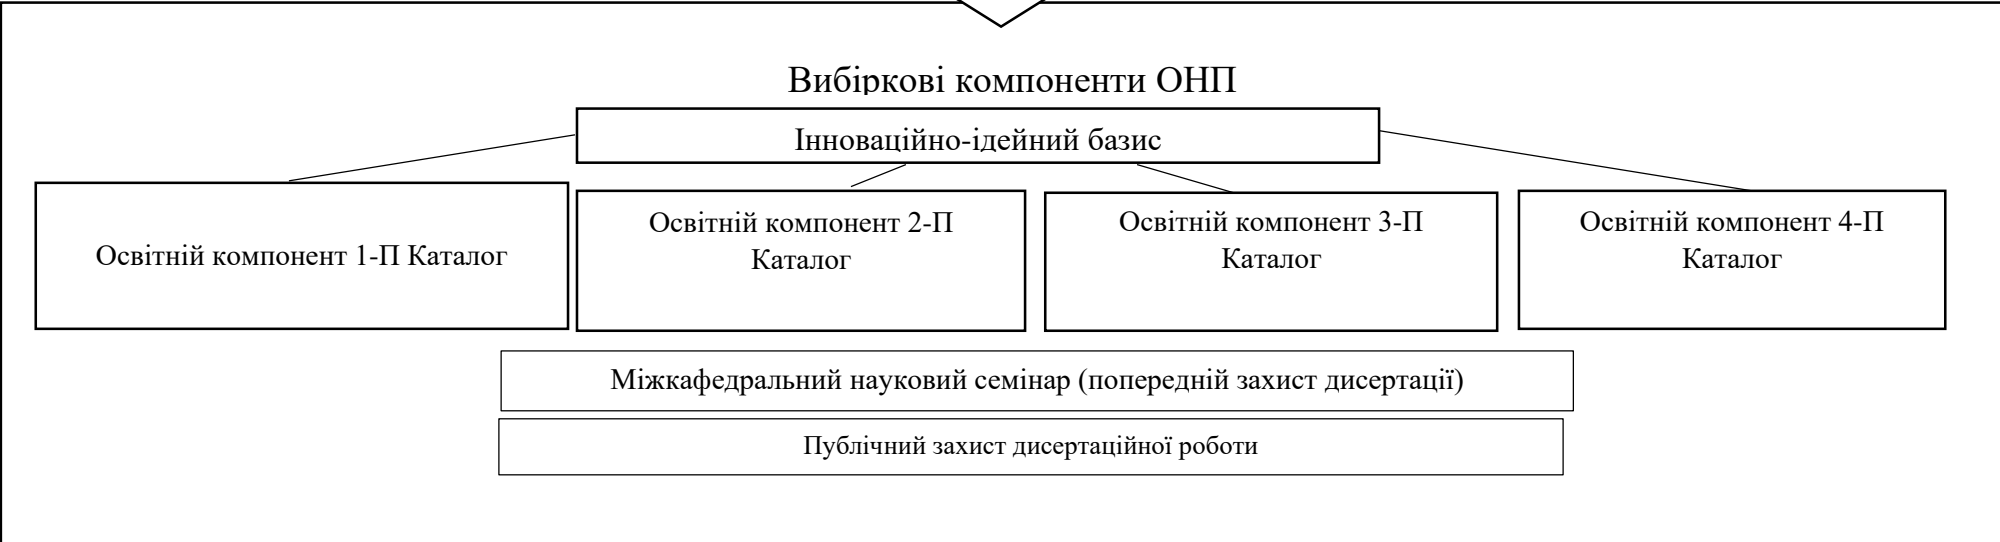 Вибіркові компоненти ОНП
Інноваційно-ідейний базис
Освітній компонент 1-П Каталог
Освітній компонент 2-П
Каталог
Освітній компонент 3-П
Каталог
Освітній компонент 4-П
Каталог
Міжкафедральний науковий семінар (попередній захист дисертації)
Публічний захист дисертаційної роботи